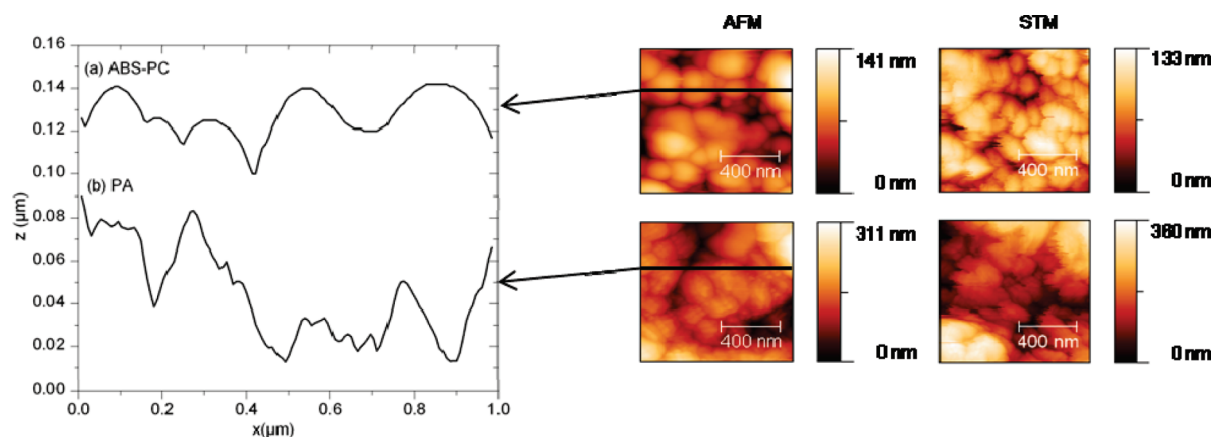 AFM
STM
0.16
(a) ABS-PC
0.14
0.12
0.10
(b) PA
0.08
0.06
0.04
0.02
0.00
z (µm)
0.0 0.2 0.4 0.6 0.8 1.0
x(µm)
400 nm
141 nm
0 nm
400 nm
133 nm
0 nm
400 nm
311 nm
0 nm
400 nm
360 nm
0 nm